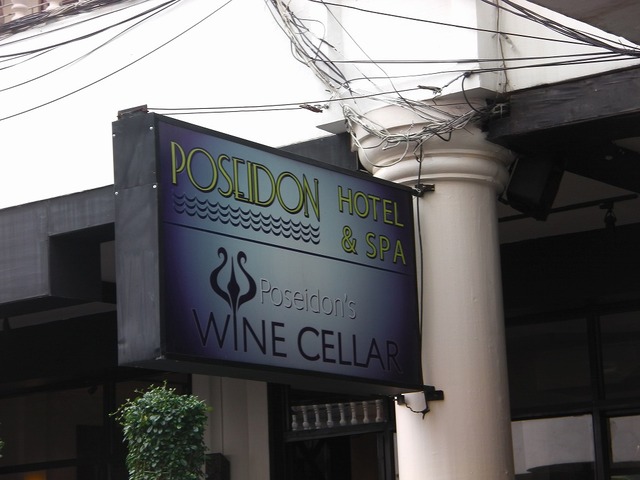 POSEIDON HOTEL
& SPA
Poseidon's
WINE CELLAR